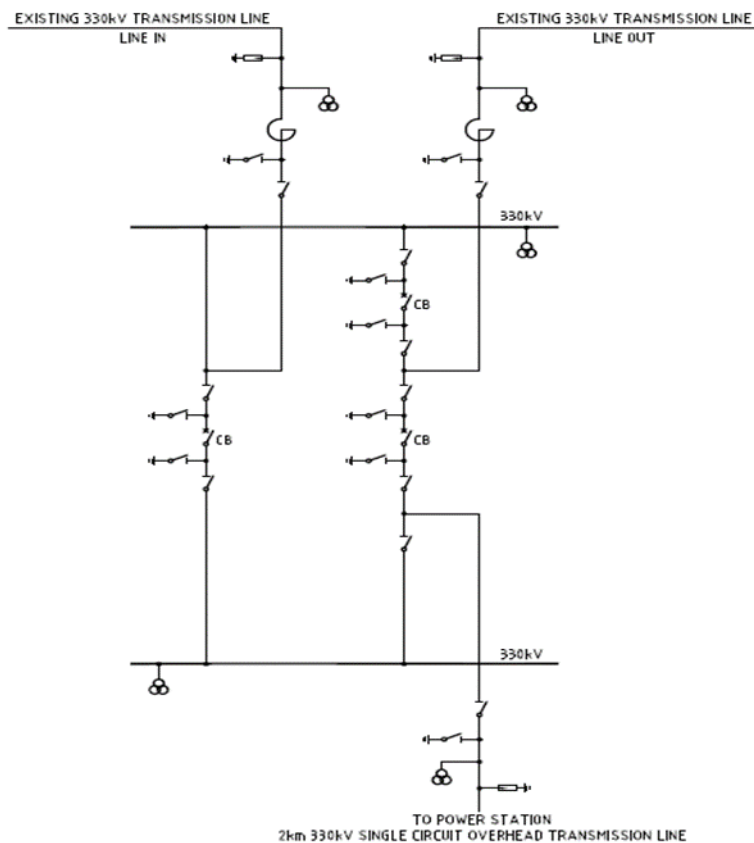 EXISTING 330kV TRANSMISSION LINE
LINE IN
EXISTING 330kV TRANSMISSION LINE
LINE OUT
330kV
CB
CB
CB
330kV
TO POWER STATION
2km 330kV SINGLE CIRCUIT OVERHEAD TRANSMISSION LINE